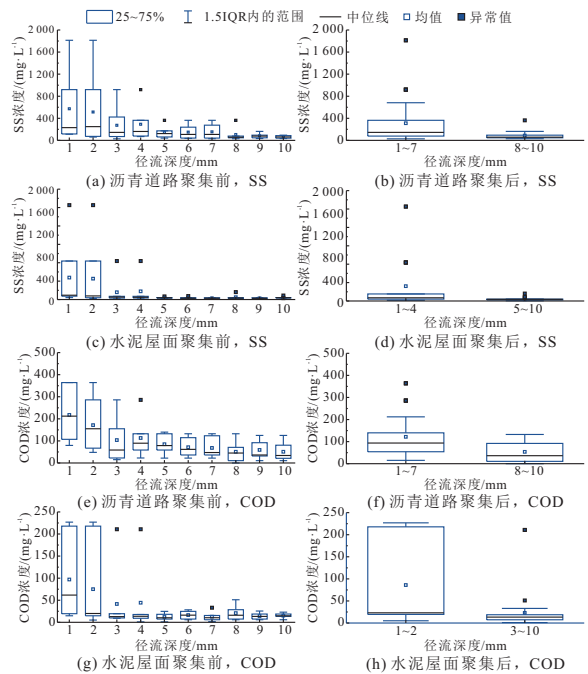 25~75% 1.5IQR内的范围 中位线 均值 异常值
SS浓度/(mg·L⁻¹)
2 000
1 600
1 200
800
400
0
1 2 3 4 5 6 7 8 9 10
径流深度/mm
(a) 沥青道路聚集前，SS
SS浓度/(mg·L⁻¹)
2 000
1 600
1 200
800
400
0
1~7 8~10
径流深度/mm
(b) 沥青道路聚集后，SS
SS浓度/(mg·L⁻¹)
2 000
1 600
1 200
800
400
0
1 2 3 4 5 6 7 8 9 10
径流深度/mm
(c) 水泥屋面聚集前，SS
SS浓度/(mg·L⁻¹)
2 000
1 600
1 200
800
400
0
1~4 5~10
径流深度/mm
(d) 水泥屋面聚集后，SS
COD浓度/(mg·L⁻¹)
500
400
300
200
100
0
1 2 3 4 5 6 7 8 9 10
径流深度/mm
(e) 沥青道路聚集前，COD
COD浓度/(mg·L⁻¹)
500
400
300
200
100
0
1~7 8~10
径流深度/mm
(f) 沥青道路聚集后，COD
COD浓度/(mg·L⁻¹)
250
200
150
100
50
0
1 2 3 4 5 6 7 8 9 10
径流深度/mm
(g) 水泥屋面聚集前，COD
COD浓度/(mg·L⁻¹)
250
200
150
100
50
0
1~2 3~10
径流深度/mm
(h) 水泥屋面聚集后，COD